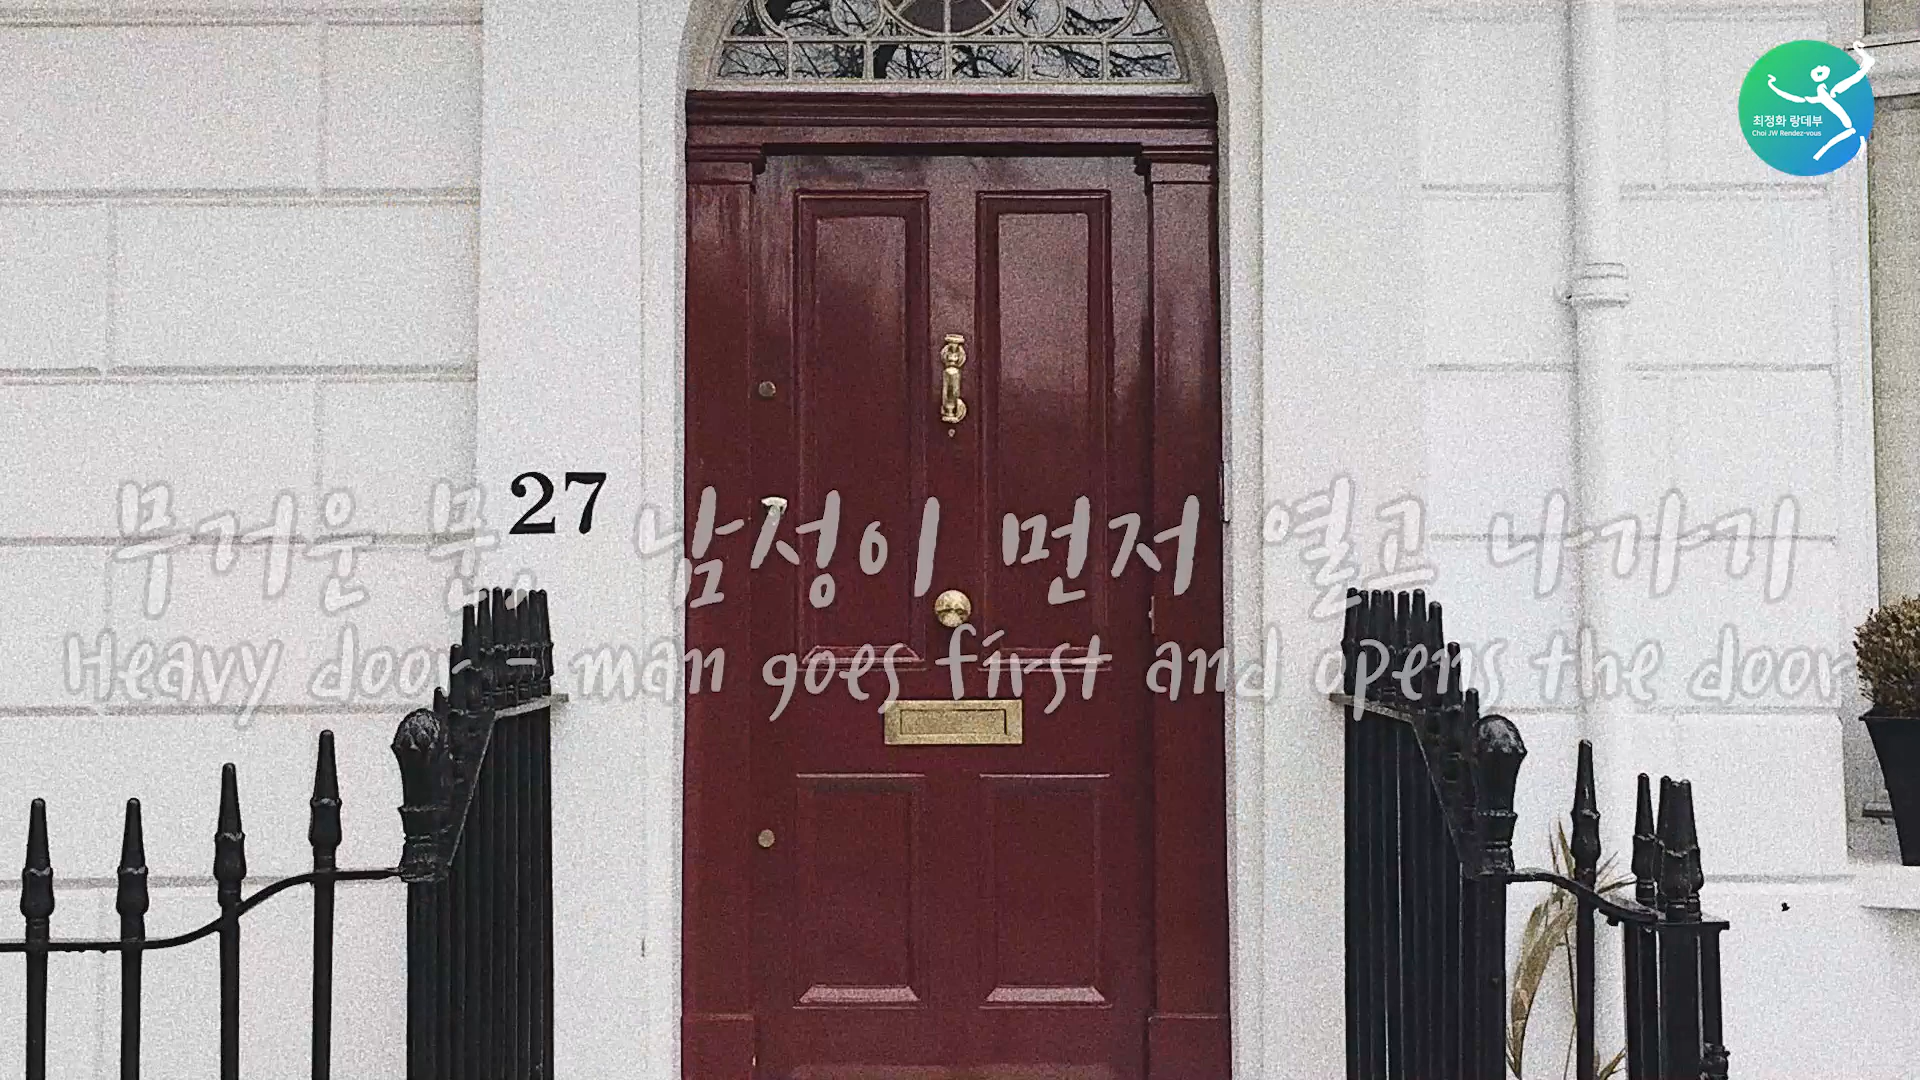 최정화 랑데부
Choi JW Rendez-vous
27
무거운 문, 남성이 먼저 열고 나가기
Heavy door - man goes first and opens the door